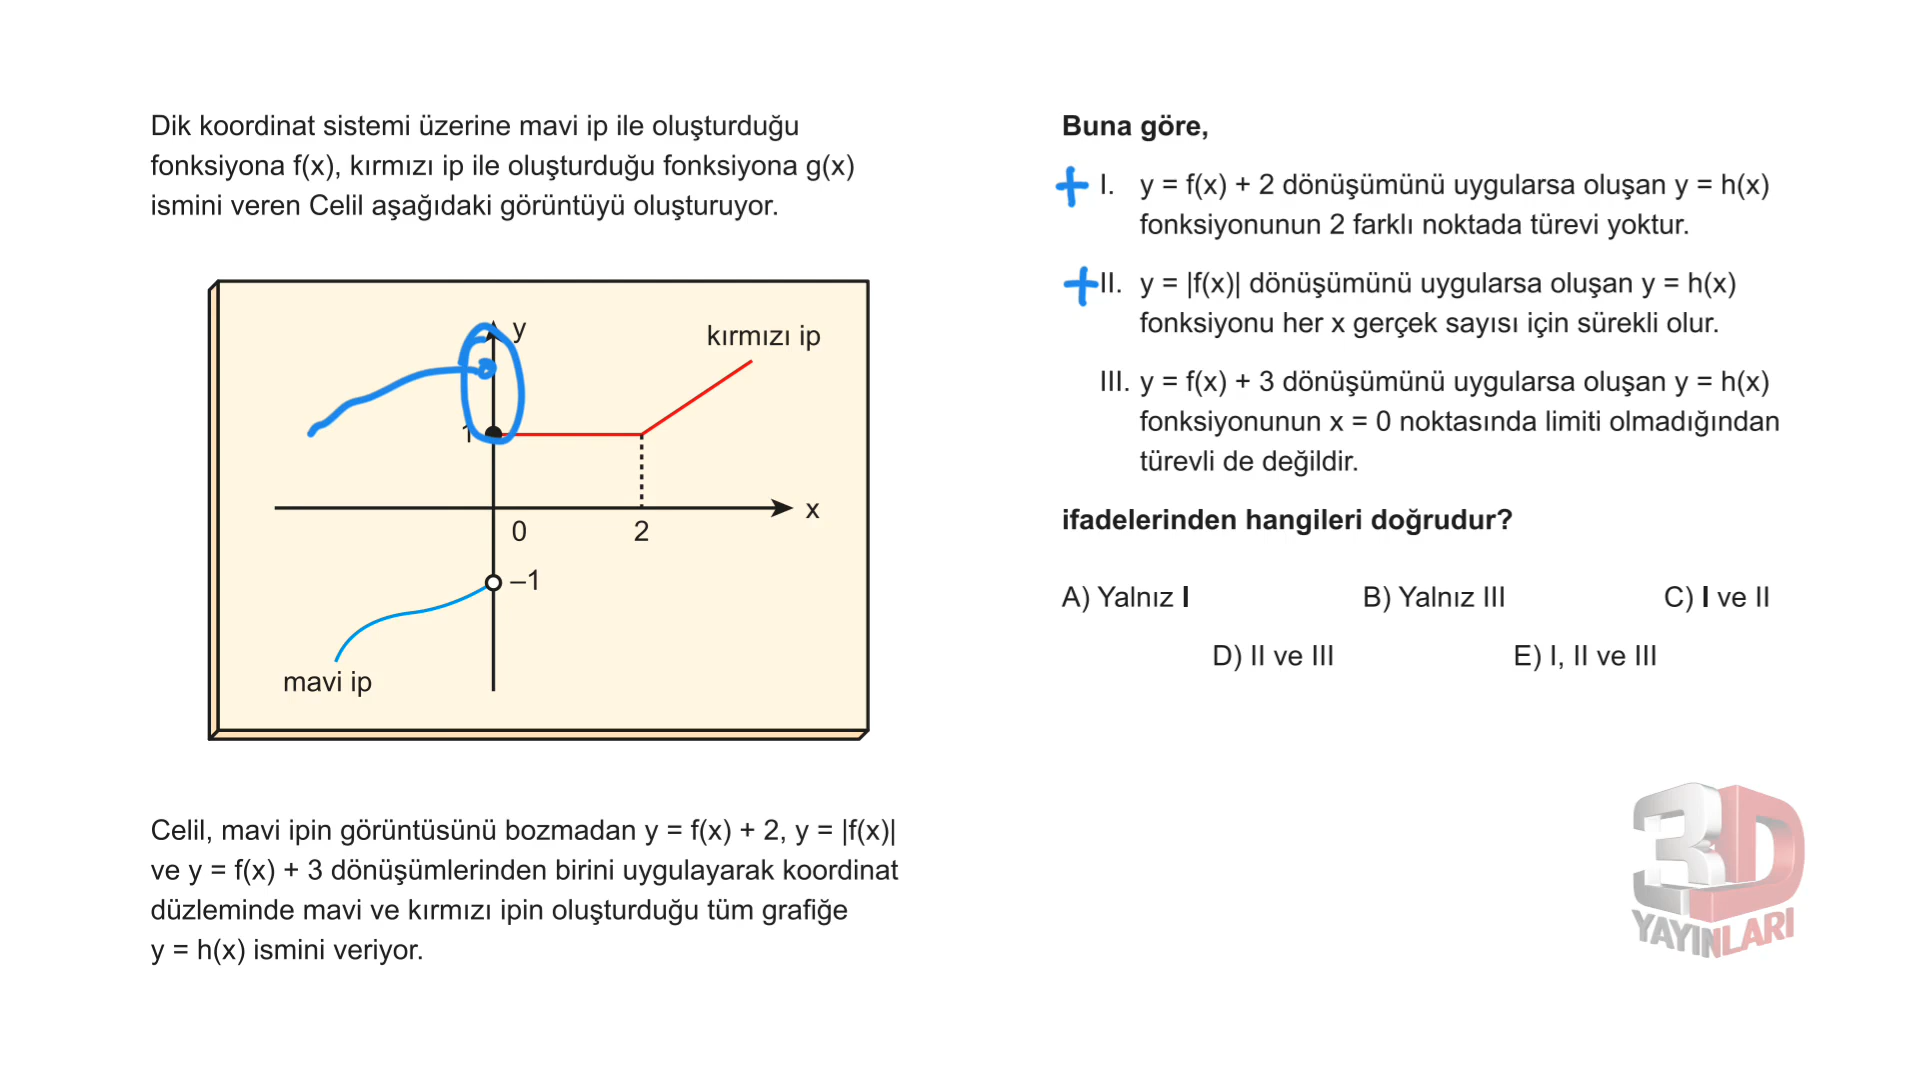 Dik koordinat sistemi üzerine mavi ip ile oluşturduğu
fonksiyona f(x), kırmızı ip ile oluşturduğu fonksiyona g(x)
ismini veren Celil aşağıdaki görüntüyü oluşturuyor.
y
kırmızı ip
1
x
0
2
–1
mavi ip
Celil, mavi ipin görüntüsünü bozmadan y = f(x) + 2, y = |f(x)|
ve y = f(x) + 3 dönüşümlerinden birini uygulayarak koordinat
düzleminde mavi ve kırmızı ipin oluşturduğu tüm grafiğe
y = h(x) ismini veriyor.
Buna göre,
+ I. y = f(x) + 2 dönüşümünü uygularsa oluşan y = h(x)
fonksiyonunun 2 farklı noktada türevi yoktur.
+ II. y = |f(x)| dönüşümünü uygularsa oluşan y = h(x)
fonksiyonu her x gerçek sayısı için sürekli olur.
III. y = f(x) + 3 dönüşümünü uygularsa oluşan y = h(x)
fonksiyonunun x = 0 noktasında limiti olmadığından
türevli de değildir.
ifadelerinden hangileri doğrudur?
A) Yalnız I B) Yalnız III C) I ve II
D) II ve III E) I, II ve III
3D
YAYINLARI